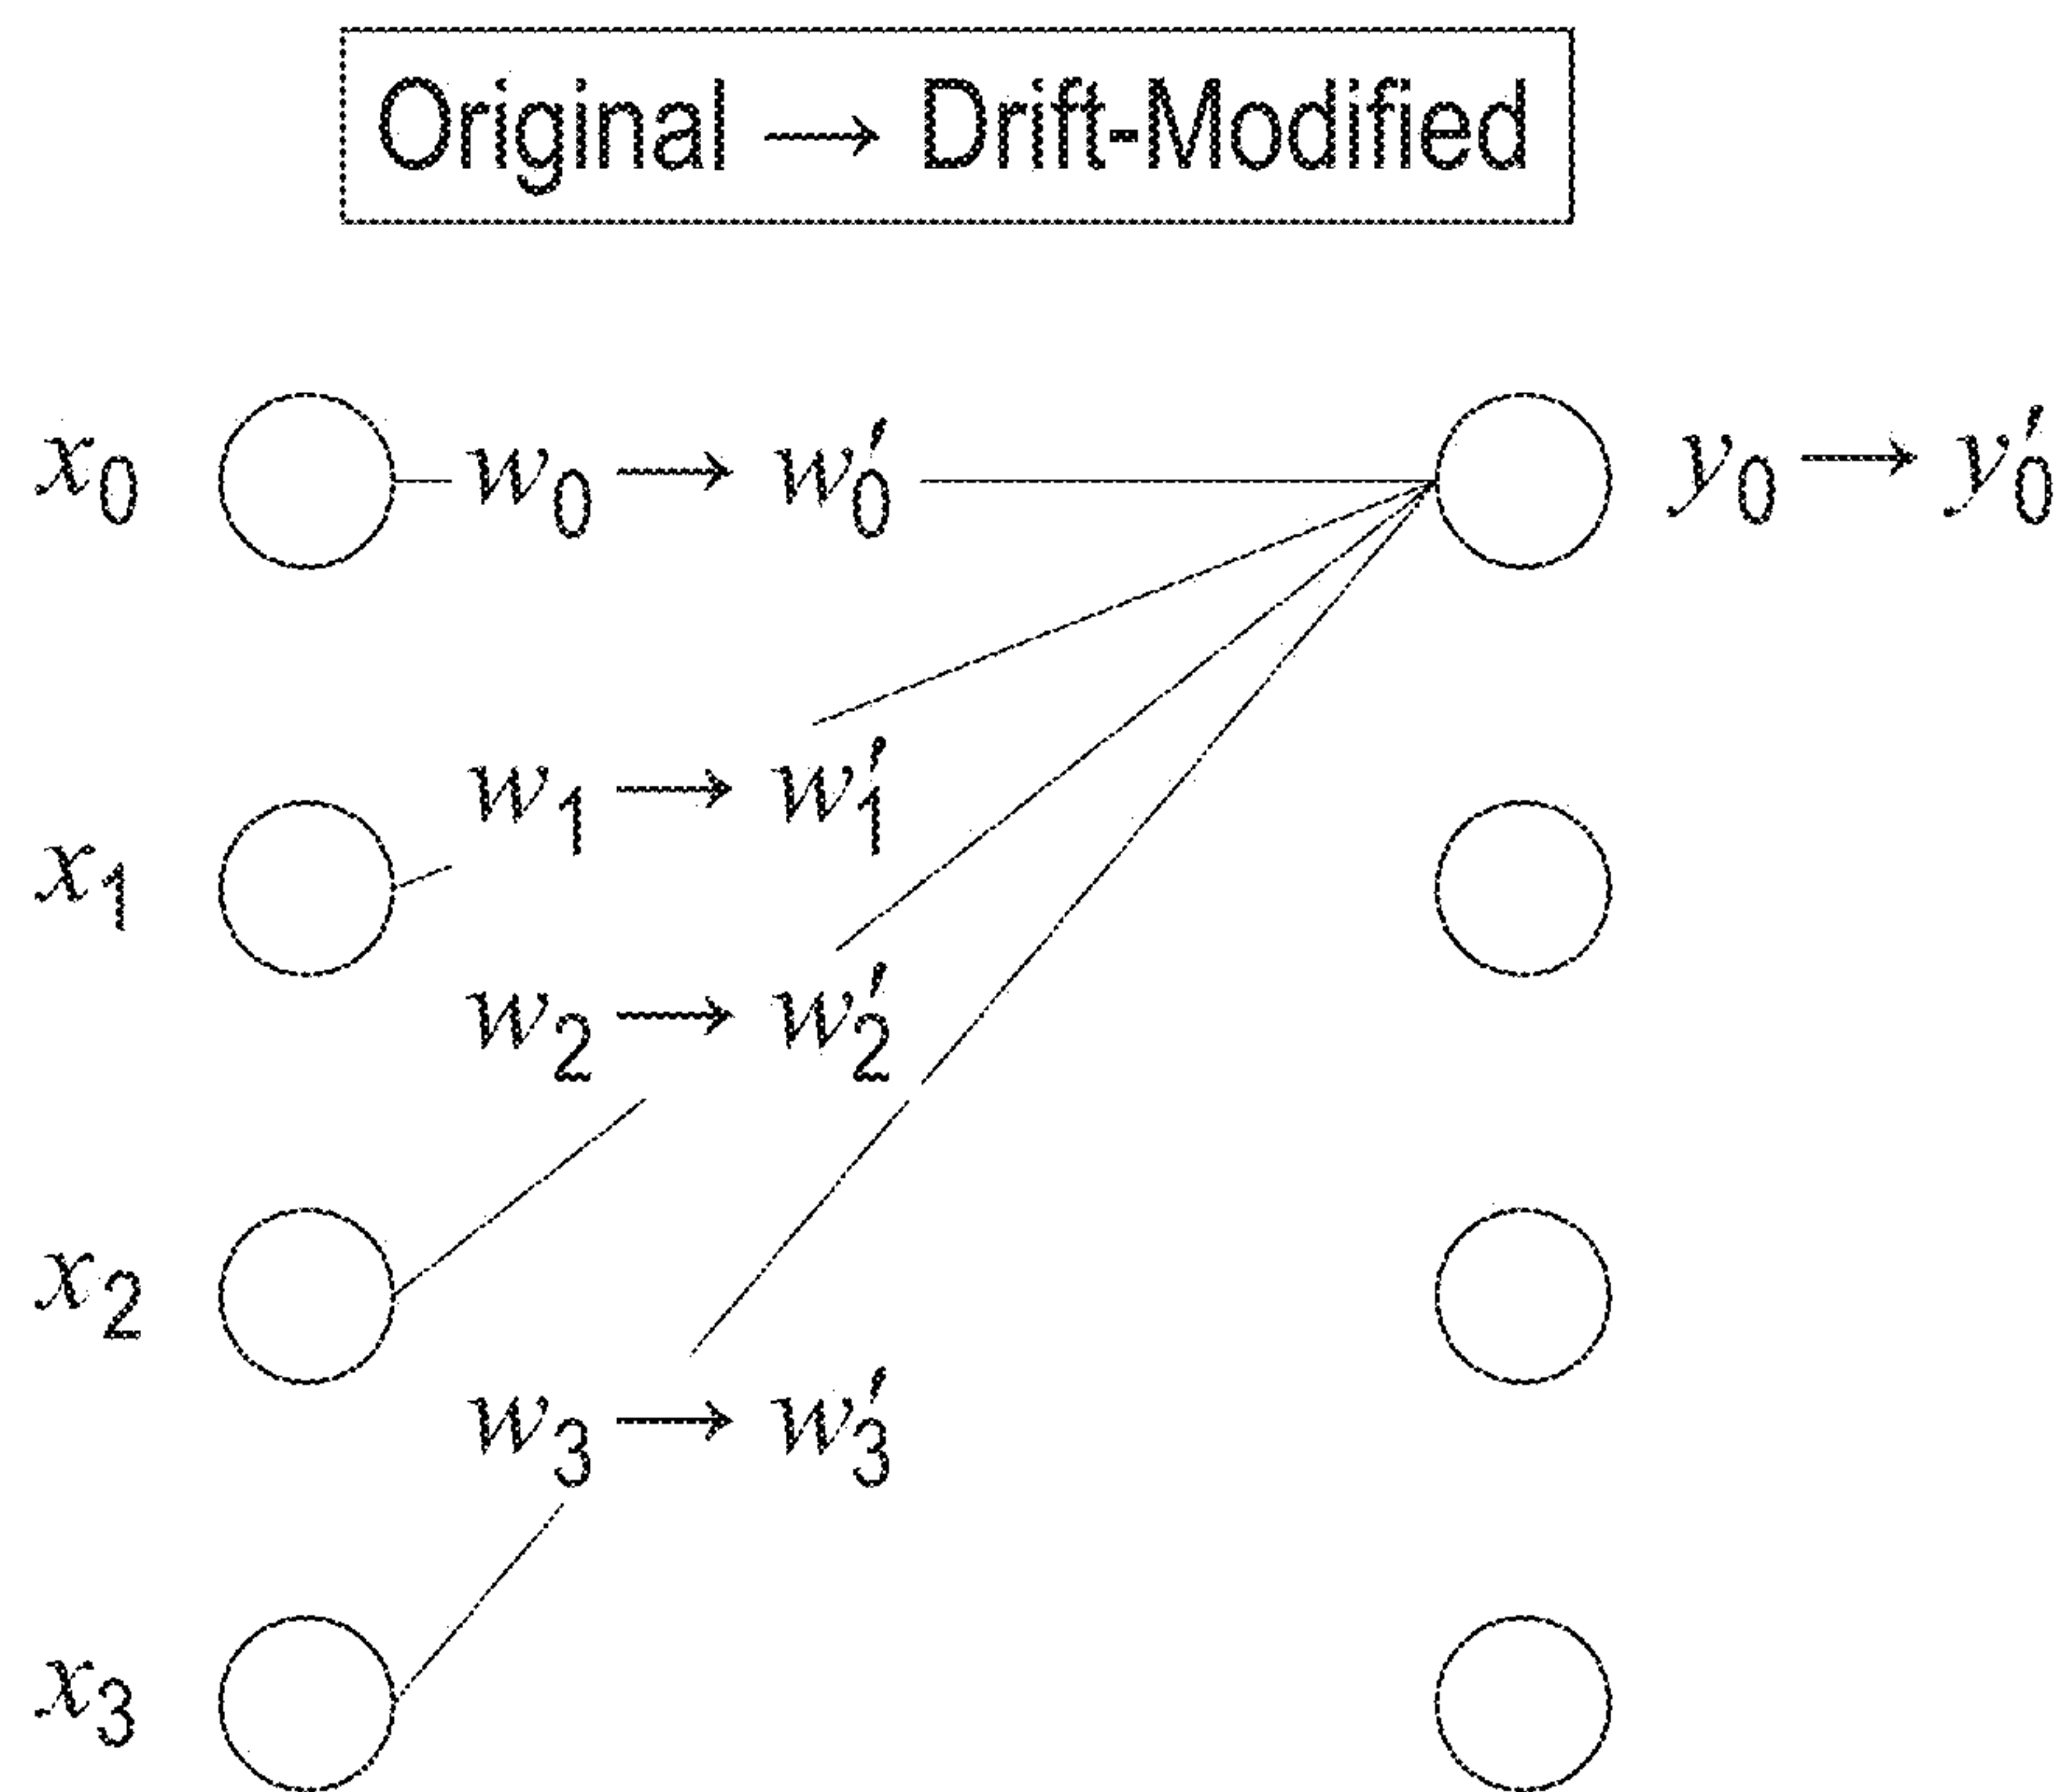 Original → Drift-Modified
x₀ w₀ → w₀′ y₀ → y₀′
w₁ → w₁′
x₁
w₂ → w₂′
x₂
w₃ → w₃′
x₃